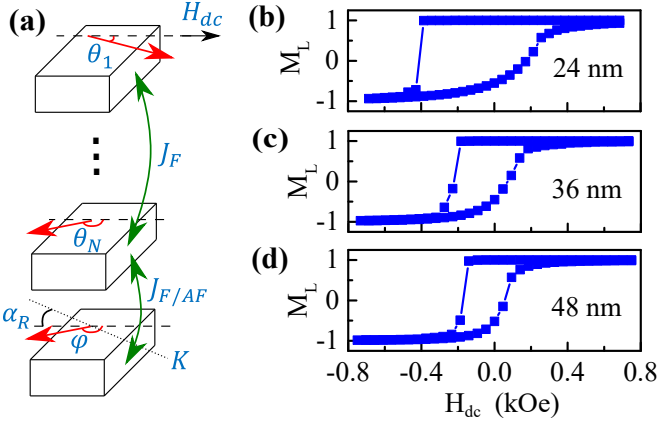 (a)
H_dc
θ_1
J_F
θ_N
J_F/AF
α_R
φ
K
(b)
M_L
1
0
-1
24 nm
(c)
M_L
1
0
-1
36 nm
(d)
M_L
1
0
-1
48 nm
-0.8 -0.4 0.0 0.4 0.8
H_dc (kOe)